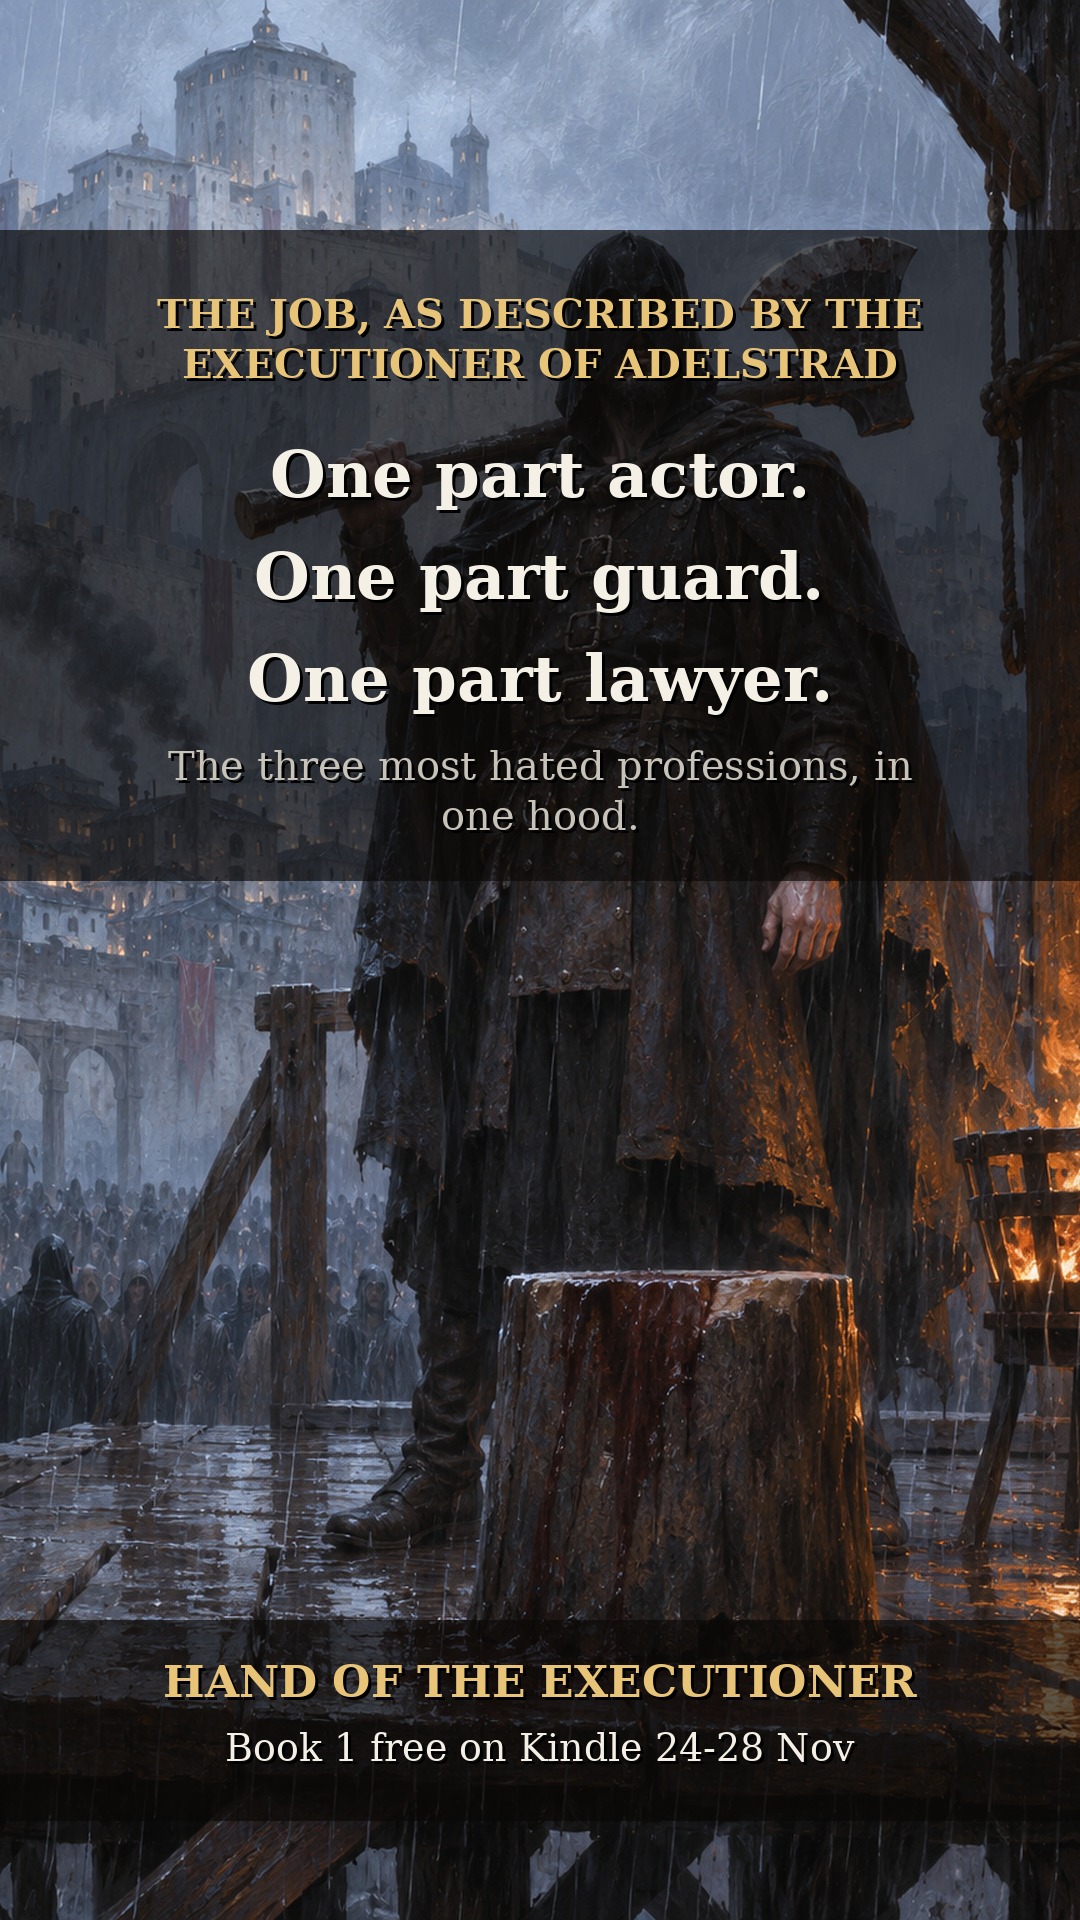 THE JOB, AS DESCRIBED BY THE
EXECUTIONER OF ADELSTRAD
One part actor.
One part guard.
One part lawyer.
The three most hated professions, in
one hood.
HAND OF THE EXECUTIONER
Book 1 free on Kindle 24-28 Nov